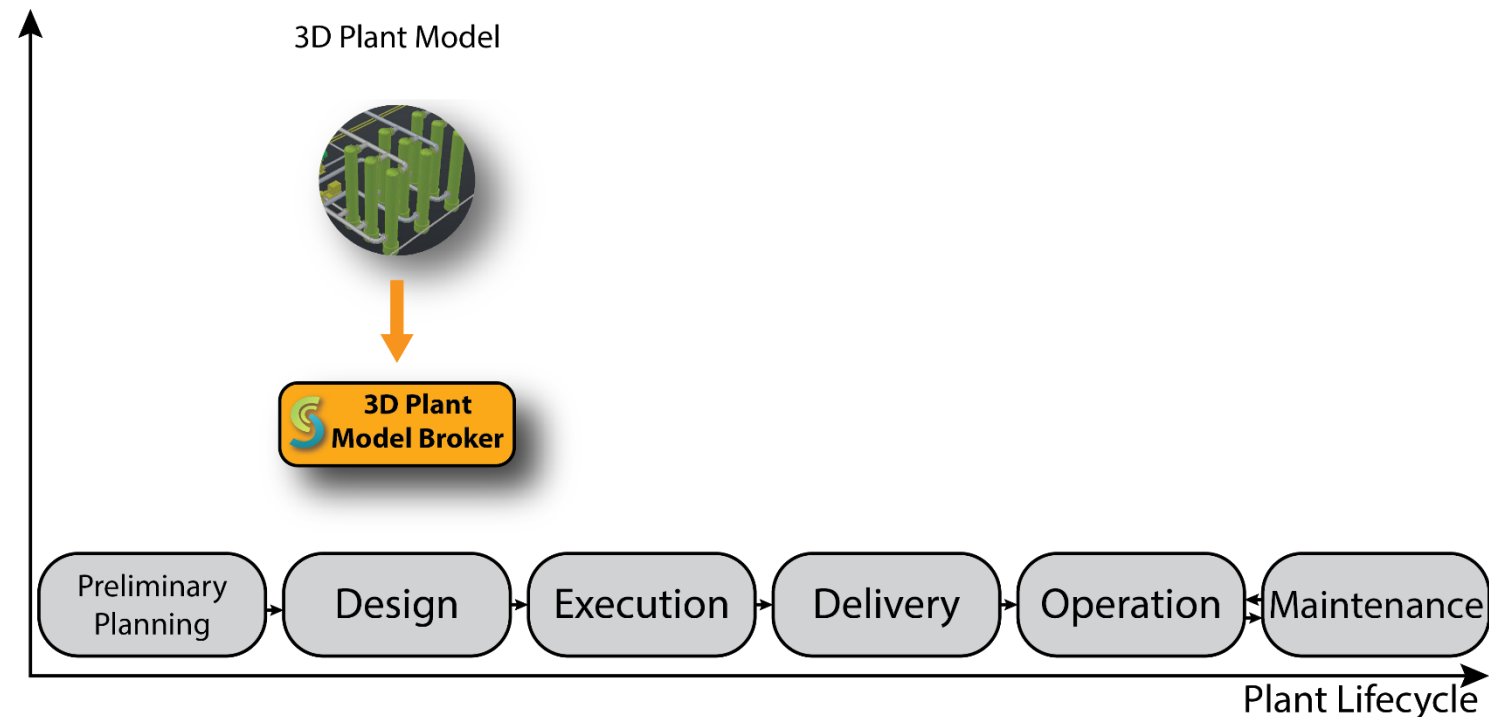 3D Plant Model
3D Plant
Model Broker
Preliminary
Planning
Design
Execution
Delivery
Operation
Maintenance
Plant Lifecycle